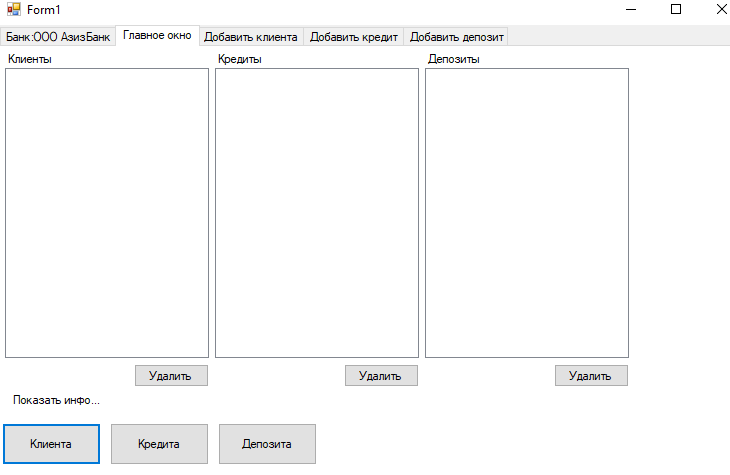 Form1
Банк:ООО АзизБанк Главное окно Добавить клиента Добавить кредит Добавить депозит
Клиенты Кредиты Депозиты
Удалить Удалить Удалить
Показать инфо...
Клиента Кредита Депозита